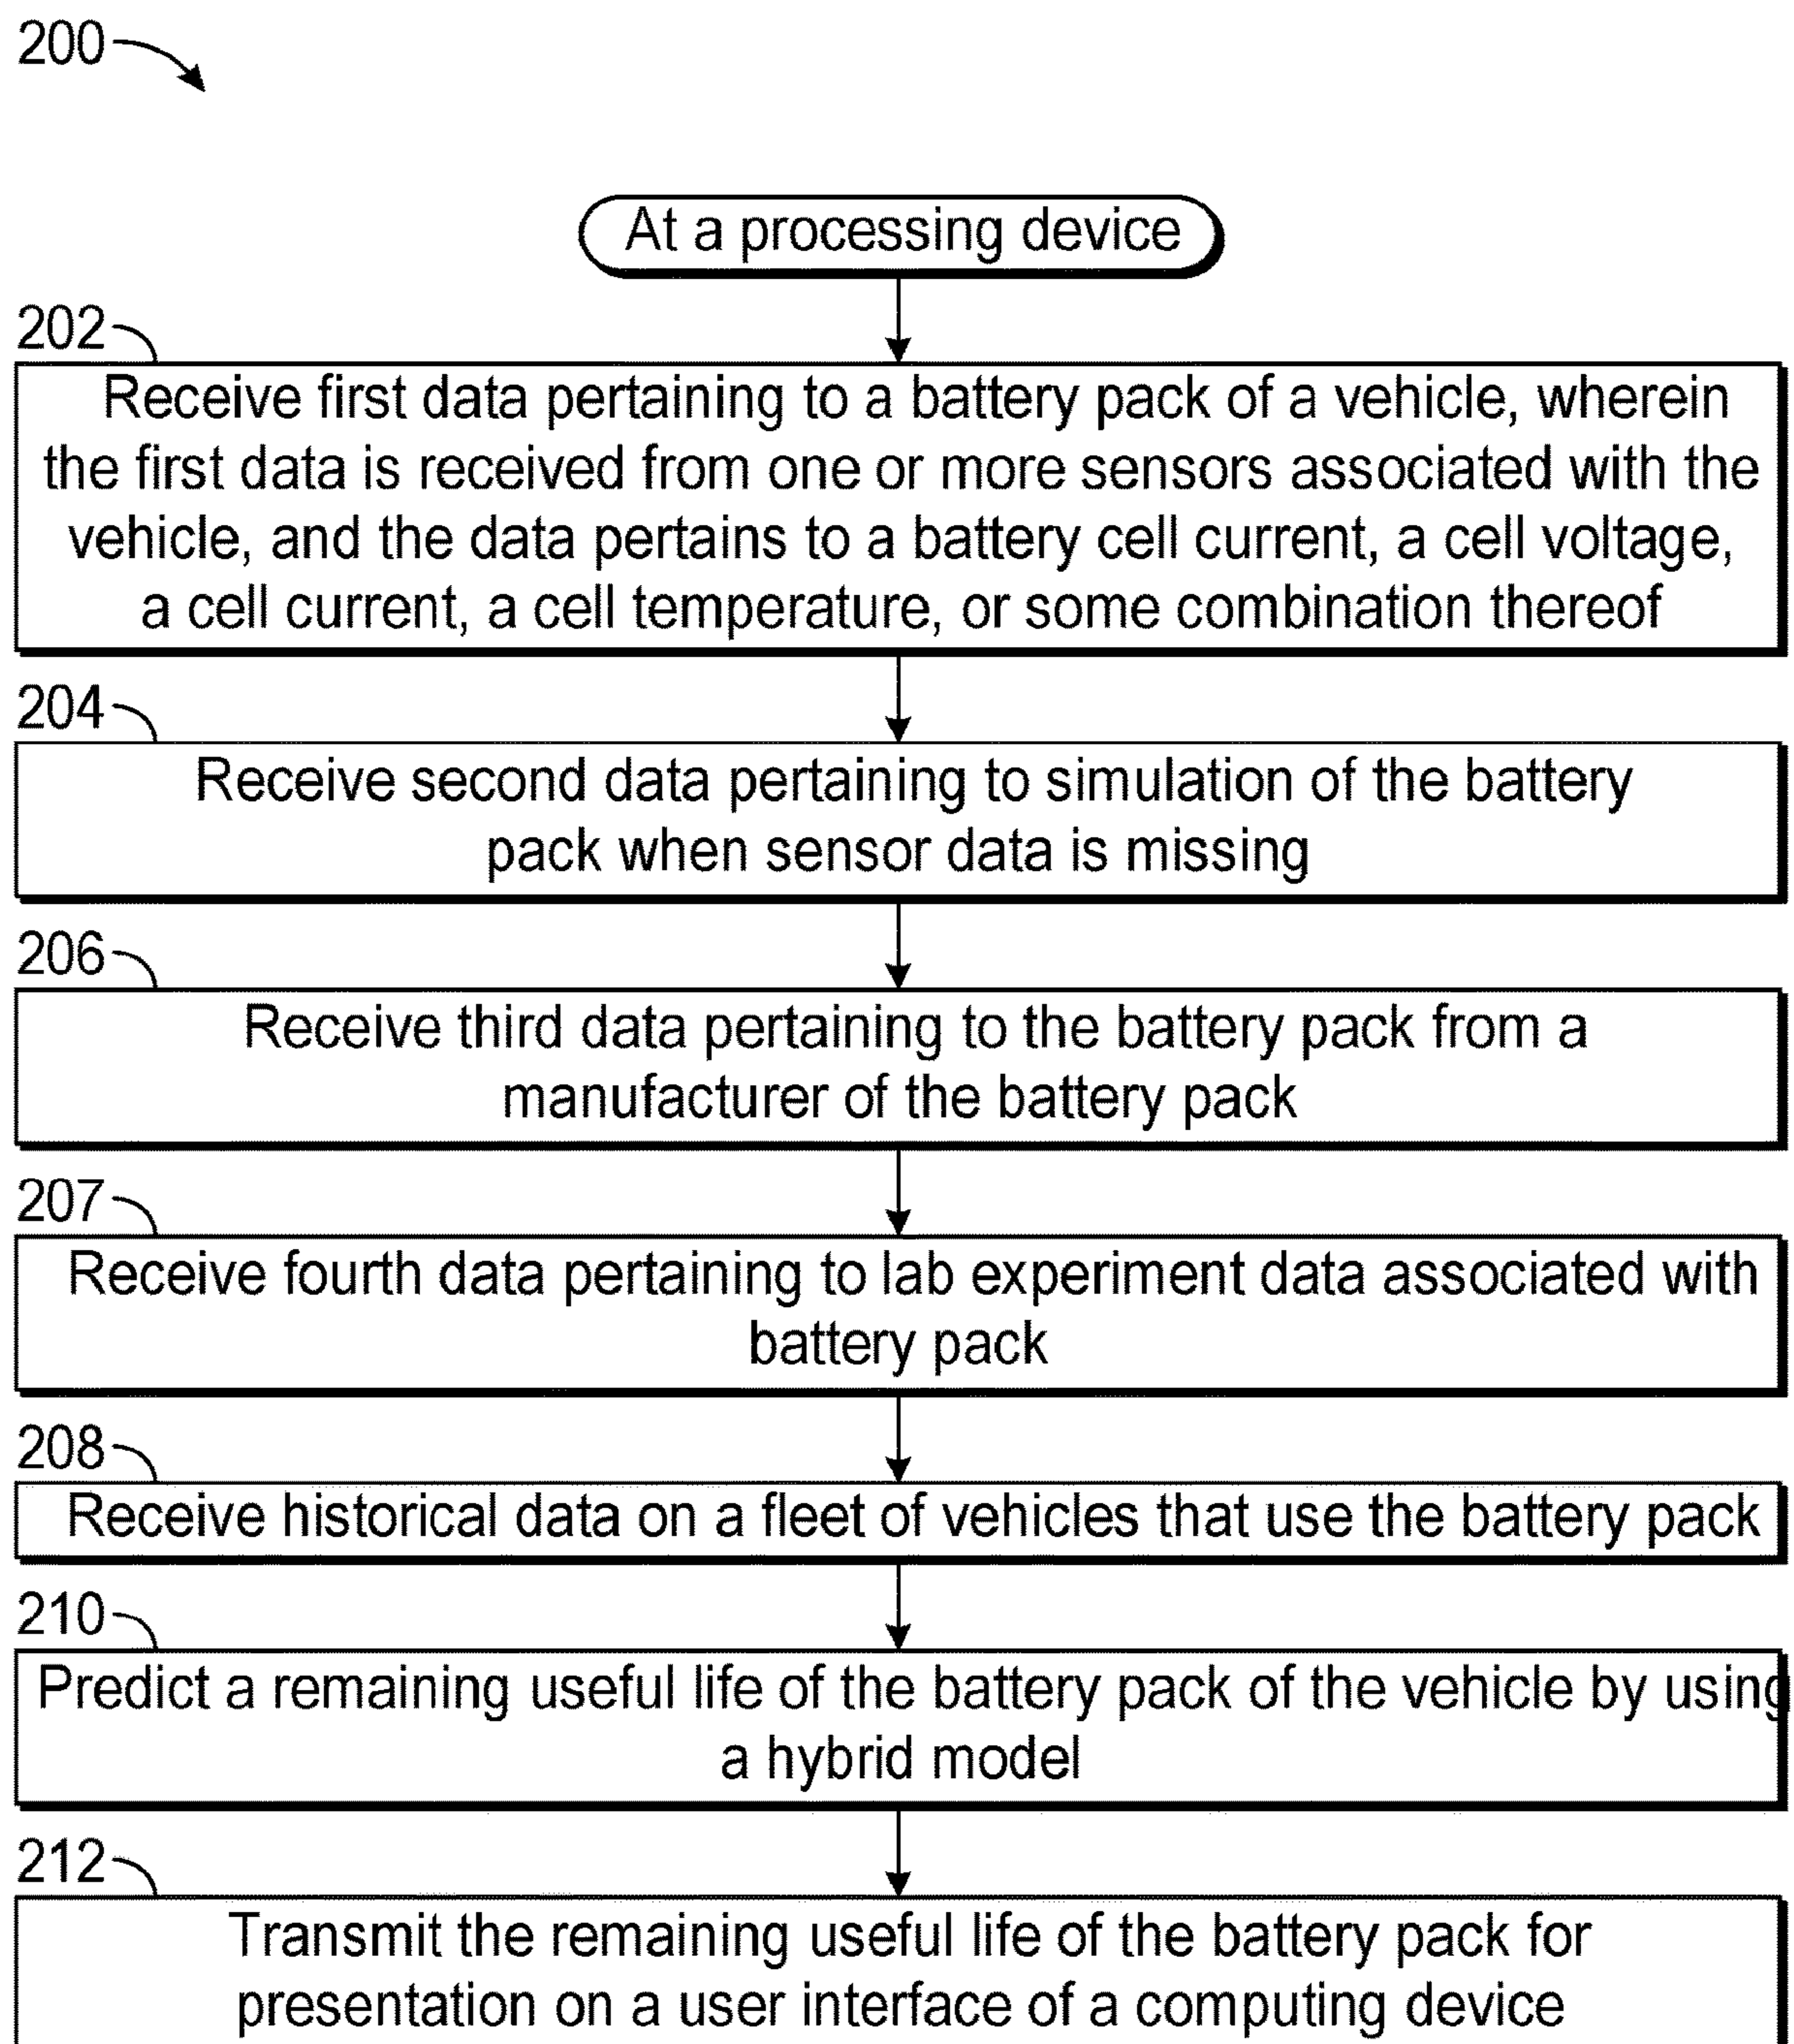 200
At a processing device
202
Receive first data pertaining to a battery pack of a vehicle, wherein
the first data is received from one or more sensors associated with the
vehicle, and the data pertains to a battery cell current, a cell voltage,
a cell current, a cell temperature, or some combination thereof
204
Receive second data pertaining to simulation of the battery
pack when sensor data is missing
206
Receive third data pertaining to the battery pack from a
manufacturer of the battery pack
207
Receive fourth data pertaining to lab experiment data associated with
battery pack
208
Receive historical data on a fleet of vehicles that use the battery pack
210
Predict a remaining useful life of the battery pack of the vehicle by using
a hybrid model
212
Transmit the remaining useful life of the battery pack for
presentation on a user interface of a computing device